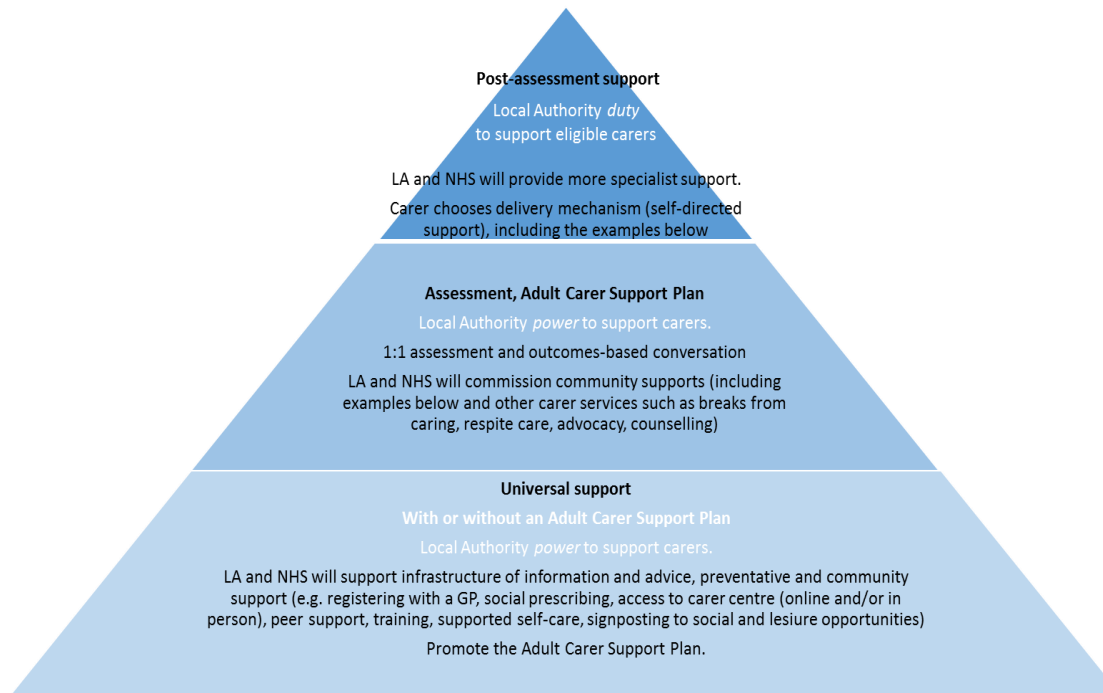 Post-assessment support
Local Authority duty
to support eligible carers
LA and NHS will provide more specialist support.
Carer chooses delivery mechanism (self-directed
support), including the examples below
Assessment, Adult Carer Support Plan
Local Authority power to support carers.
1:1 assessment and outcomes-based conversation
LA and NHS will commission community supports (including
examples below and other carer services such as breaks from
caring, respite care, advocacy, counselling)
Universal support
With or without an Adult Carer Support Plan
Local Authority power to support carers.
LA and NHS will support infrastructure of information and advice, preventative and community
support (e.g. registering with a GP, social prescribing, access to carer centre (online and/or in
person), peer support, training, supported self-care, signposting to social and lesiure opportunities)
Promote the Adult Carer Support Plan.